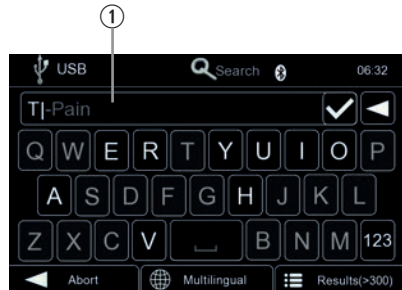 ①
USB Search 06:32
T|-Pain
Q W E R T Y U I O P
A S D F G H J K L
Z X C V B N M 123
Abort Multilingual Results(>300)